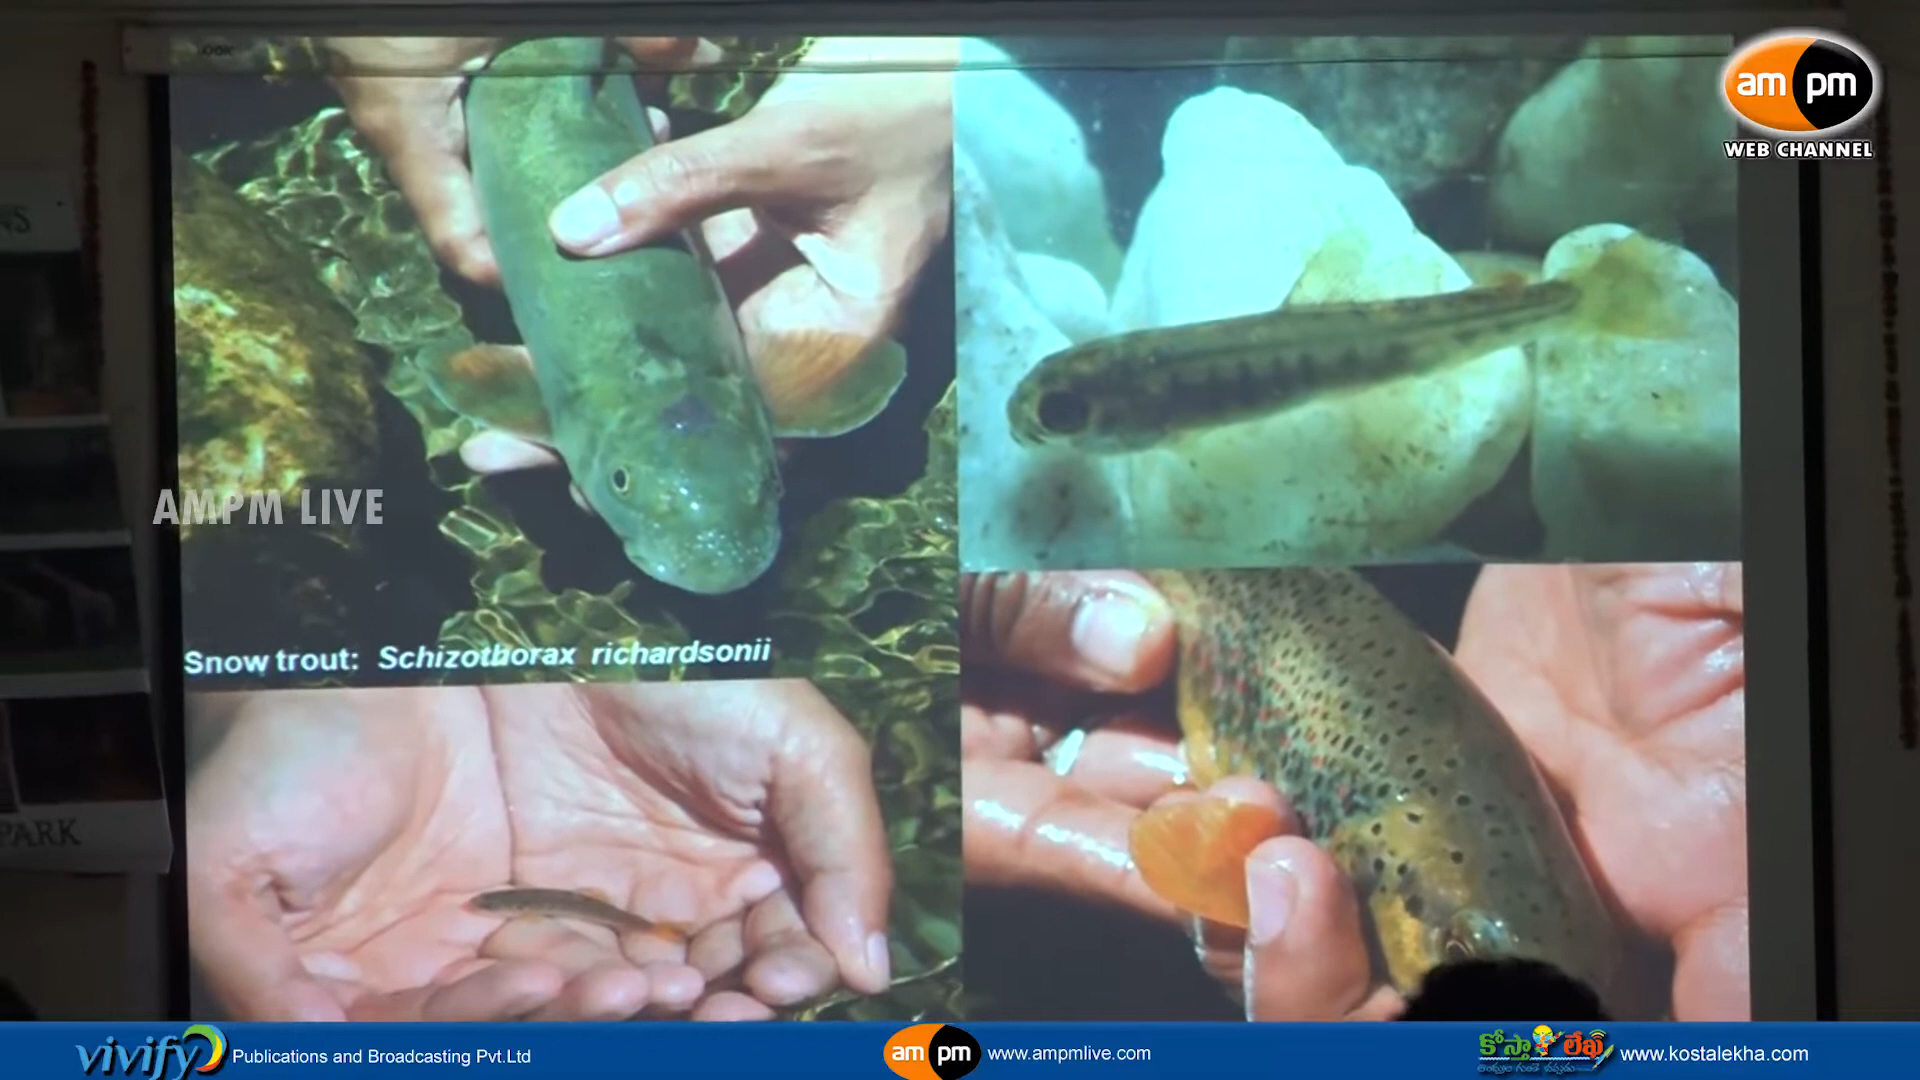 am pm
WEB CHANNEL
AMPM LIVE
Snow trout: Schizothorax richardsonii
PARK
vivify Publications and Broadcasting Pvt.Ltd
am pm www.ampmlive.com
కోస్తా లేఖ www.kostalekha.com